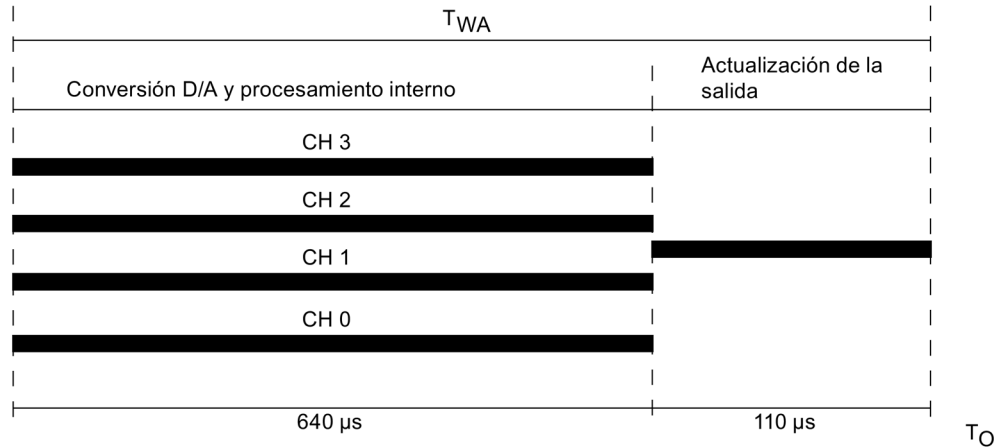 TWA
Conversión D/A y procesamiento interno
Actualización de la
salida
CH 3
CH 2
CH 1
CH 0
640 µs
110 µs
TO